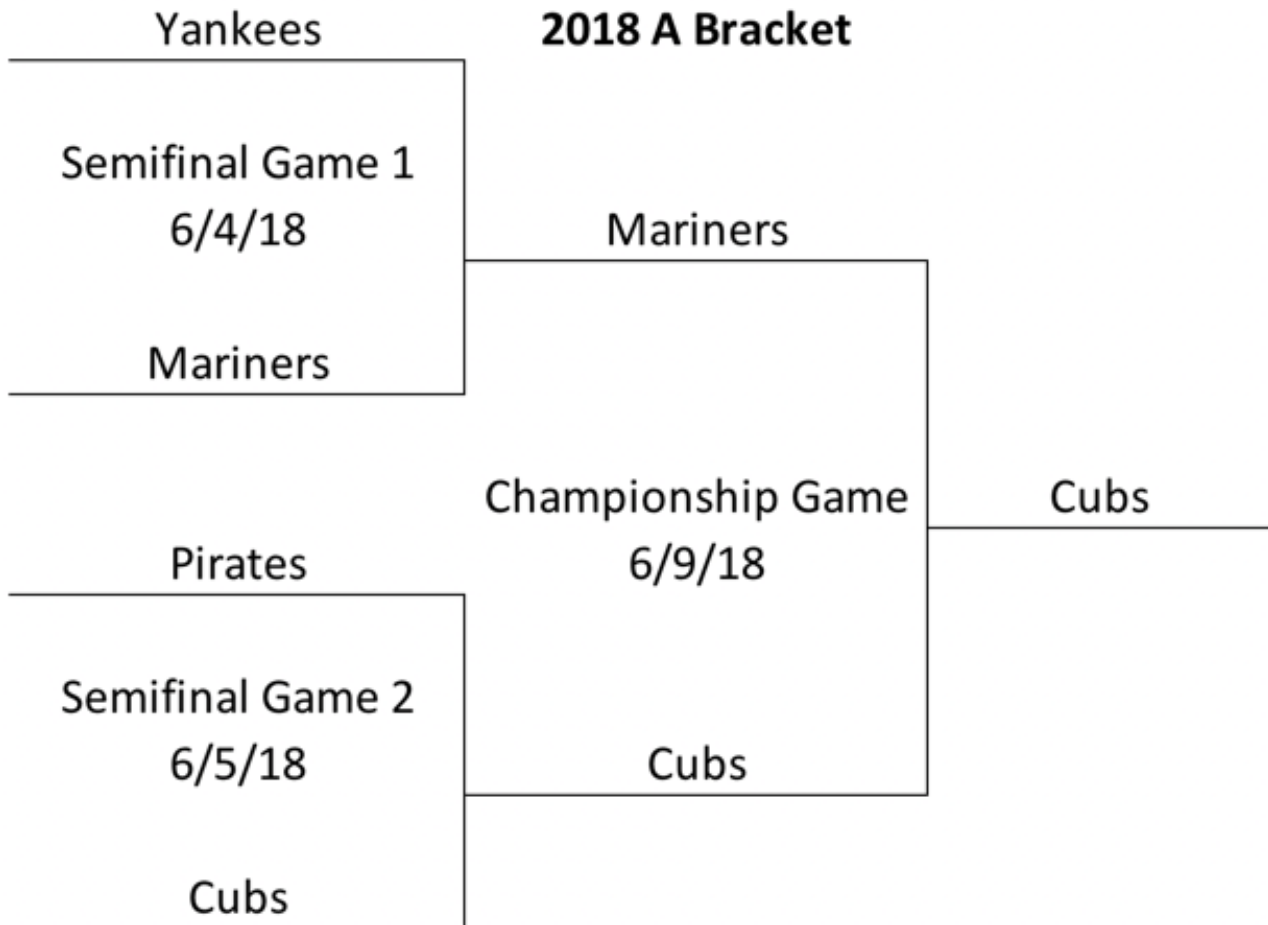 Yankees
2018 A Bracket
Semifinal Game 1
6/4/18
Mariners
Mariners
Championship Game
6/9/18
Cubs
Pirates
Semifinal Game 2
6/5/18
Cubs
Cubs